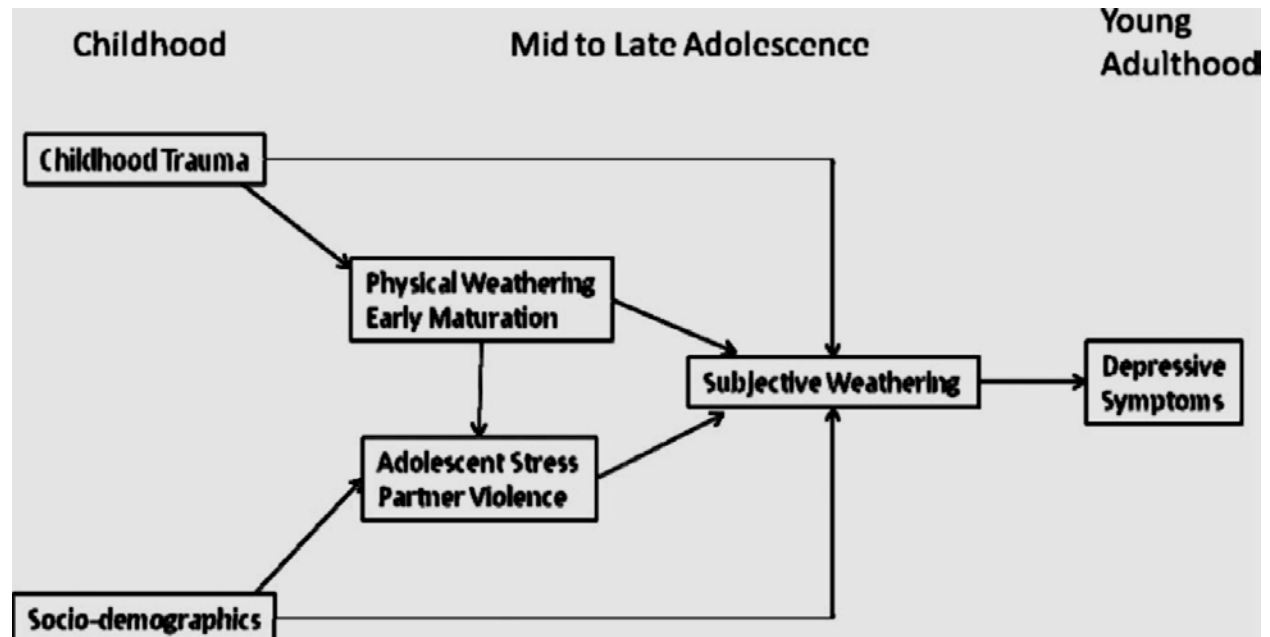 Childhood
Mid to Late Adolescence
Young
Adulthood
Childhood Trauma
Physical Weathering
Early Maturation
Subjective Weathering
Depressive
Symptoms
Adolescent Stress
Partner Violence
Socio-demographics